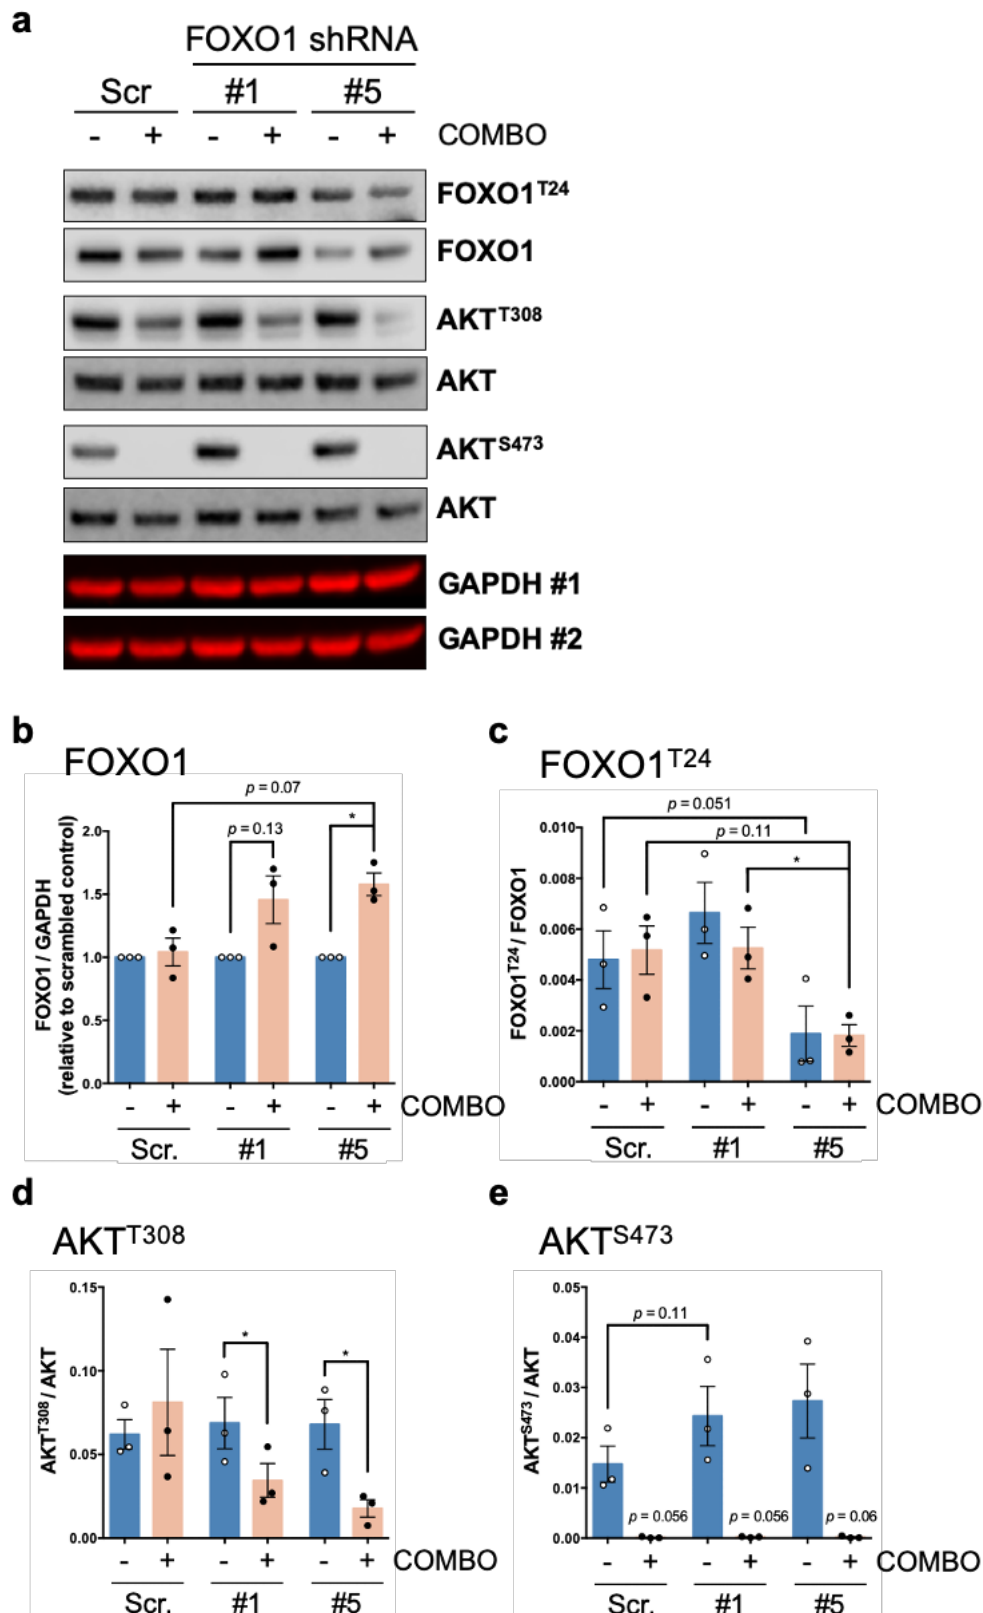 a
FOXO1 shRNA
Scr #1 #5
- + - + - + COMBO
FOXO1T24
FOXO1
AKTT308
AKT
AKTS473
AKT
GAPDH #1
GAPDH #2
b
FOXO1
FOXO1 / GAPDH
(relative to scrambled control)
2.0
1.5
1.0
0.5
0.0
p = 0.07
p = 0.13
*
- + - + - + COMBO
Scr. #1 #5
c
FOXO1T24
FOXO1T24 / FOXO1
0.010
0.008
0.006
0.004
0.002
0.000
p = 0.051
p = 0.11
*
- + - + - + COMBO
Scr. #1 #5
d
AKTT308
AKTT308 / AKT
0.15
0.10
0.05
0.00
*
*
- + - + - + COMBO
Scr. #1 #5
e
AKTS473
AKTS473 / AKT
0.05
0.04
0.03
0.02
0.01
0.00
p = 0.11
p = 0.056 p = 0.056 p = 0.06
- + - + - + COMBO
Scr. #1 #5